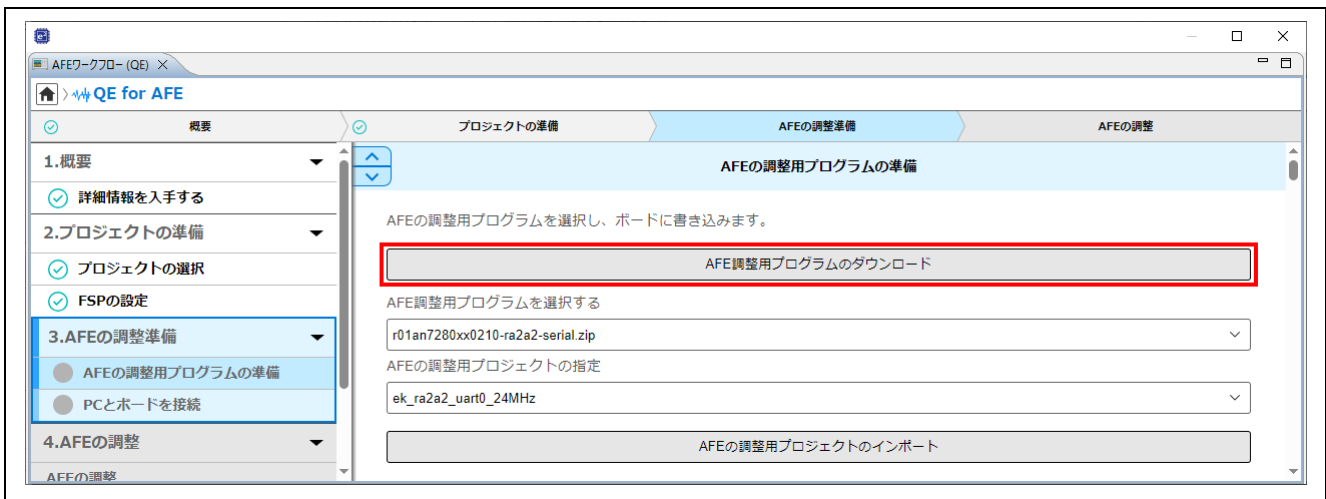 AFEワークフロー (QE)
QE for AFE
概要
プロジェクトの準備
AFEの調整準備
AFEの調整
1.概要
詳細情報を入手する
2.プロジェクトの準備
プロジェクトの選択
FSPの設定
3.AFEの調整準備
AFEの調整用プログラムの準備
PCとボードを接続
4.AFEの調整
AFEの調整
AFEの調整用プログラムの準備
AFEの調整用プログラムを選択し、ボードに書き込みます。
AFE調整用プログラムのダウンロード
AFE調整用プログラムを選択する
r01an7280xx0210-ra2a2-serial.zip
AFEの調整用プロジェクトの指定
ek_ra2a2_uart0_24MHz
AFEの調整用プロジェクトのインポート